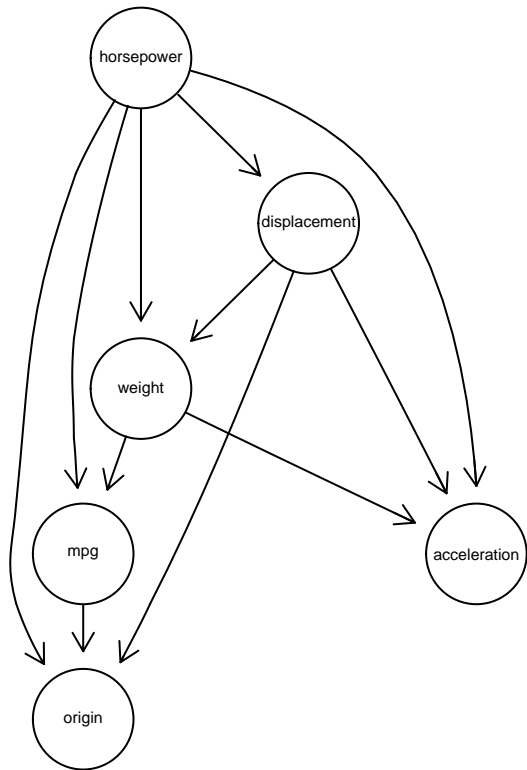 horsepower
displacement
weight
mpg
acceleration
origin